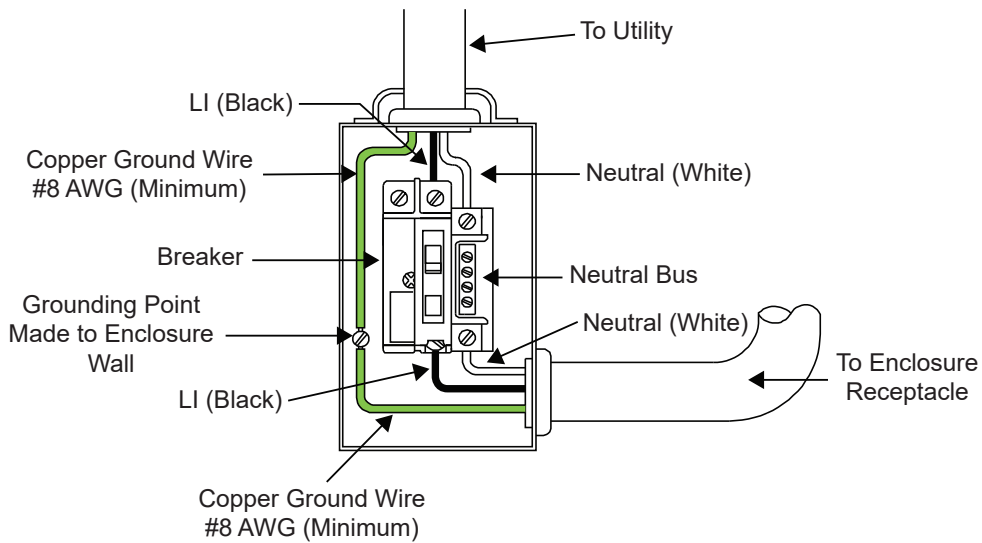 To Utility
LI (Black)
Copper Ground Wire
#8 AWG (Minimum)
Neutral (White)
Breaker
Neutral Bus
Grounding Point
Made to Enclosure
Wall
Neutral (White)
To Enclosure
Receptacle
LI (Black)
Copper Ground Wire
#8 AWG (Minimum)